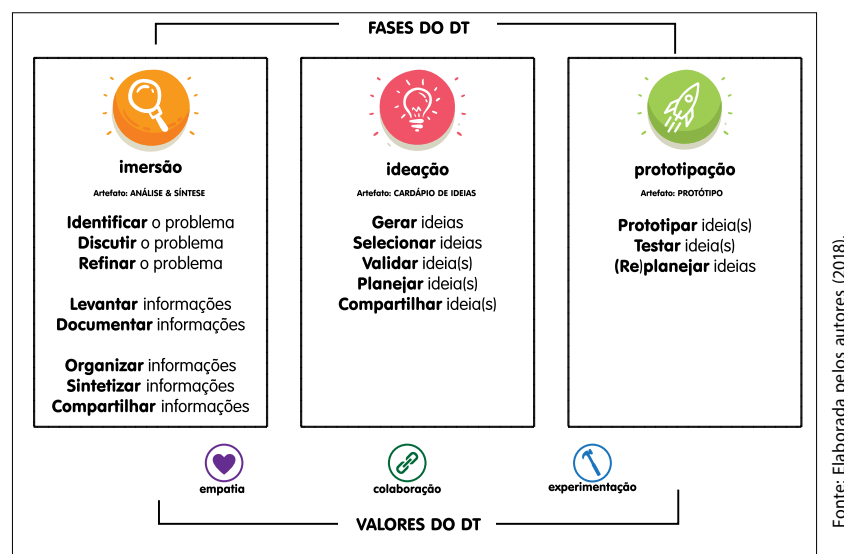 FASES DO DT
imersão
Artefato: ANÁLISE & SÍNTESE
Identificar o problema
Discutir o problema
Refinar o problema
Levantar informações
Documentar informações
Organizar informações
Sintetizar informações
Compartilhar informações
ideação
Artefato: CARDÁPIO DE IDEIAS
Gerar ideias
Selecionar ideias
Validar ideia(s)
Planejar ideia(s)
Compartilhar ideia(s)
prototipação
Artefato: PROTÓTIPO
Prototipar ideia(s)
Testar ideia(s)
(Re)planejar ideias
empatia
colaboração
experimentação
VALORES DO DT
Fonte: Elaborada pelos autores (2018).